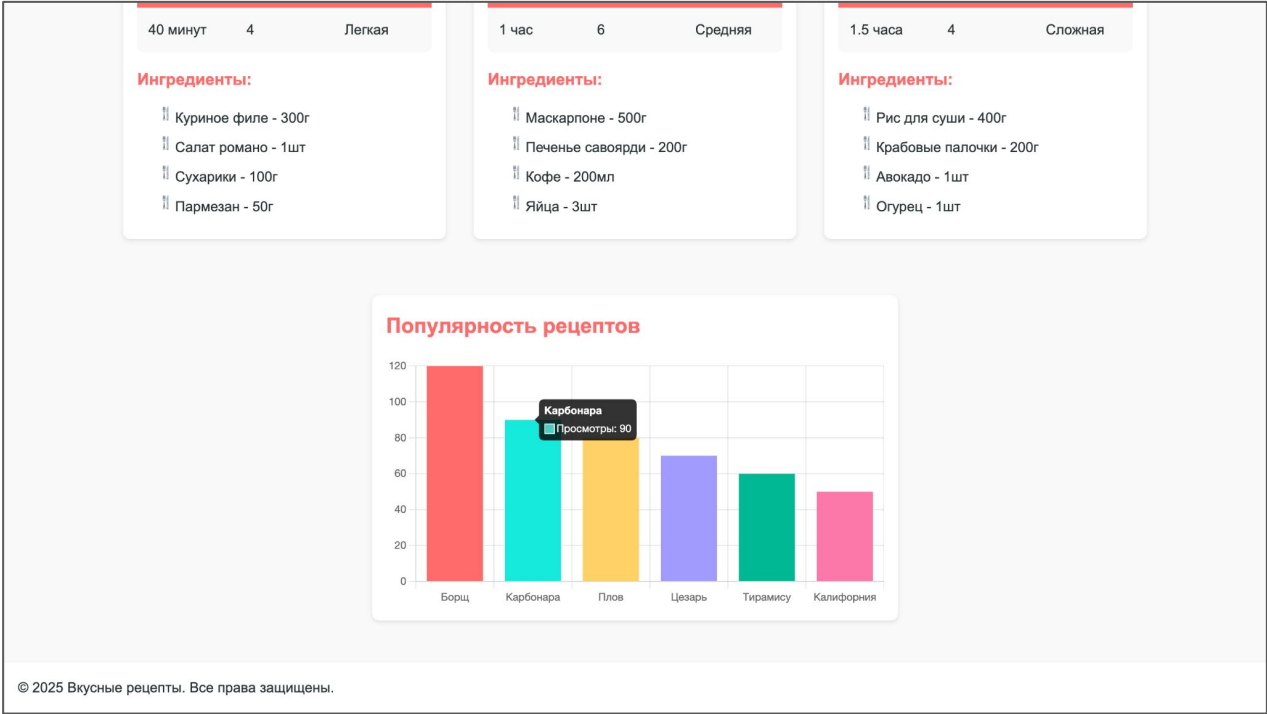 40 минут 4 Легкая
Ингредиенты:
Куриное филе - 300г
Салат романо - 1шт
Сухарики - 100г
Пармезан - 50г
1 час 6 Средняя
Ингредиенты:
Маскарпоне - 500г
Печенье савоярди - 200г
Кофе - 200мл
Яйца - 3шт
1.5 часа 4 Сложная
Ингредиенты:
Рис для суши - 400г
Крабовые палочки - 200г
Авокадо - 1шт
Огурец - 1шт
Популярность рецептов
120
100
80
60
40
20
0
Карбонара
Просмотры: 90
Борщ Карбонара Плов Цезарь Тирамису Калифорния
© 2025 Вкусные рецепты. Все права защищены.